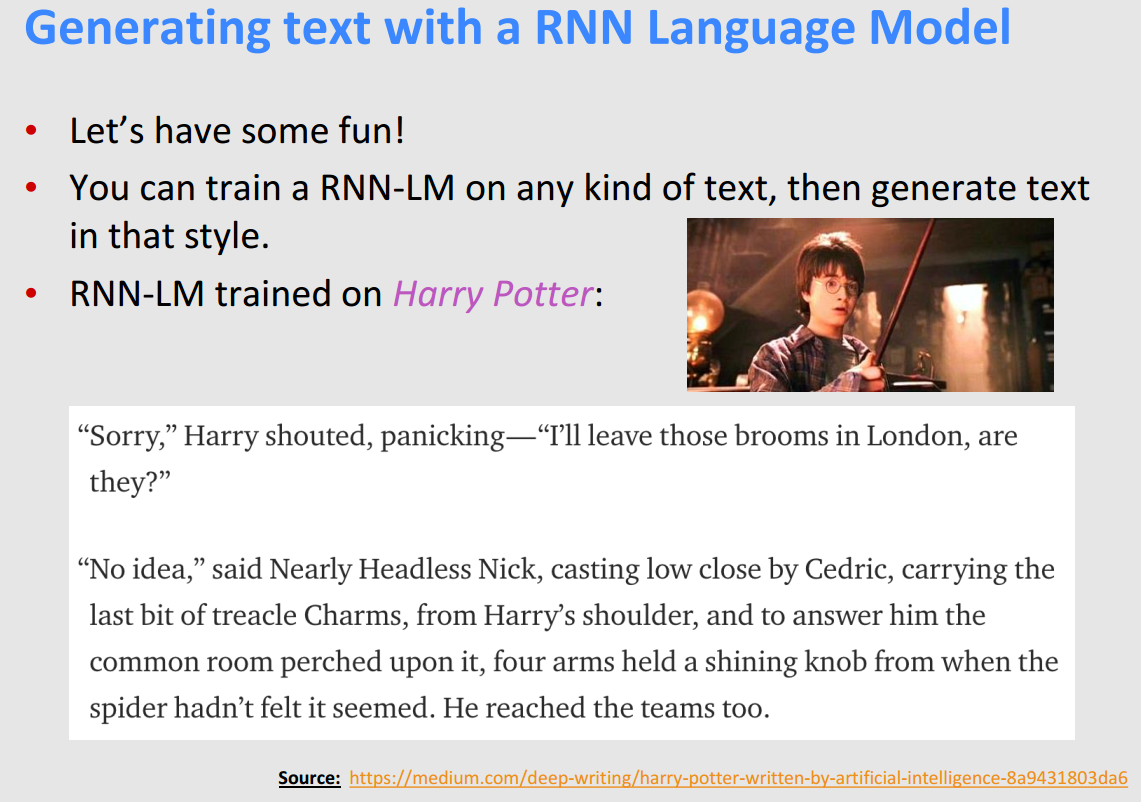 Generating text with a RNN Language Model
• Let’s have some fun!
• You can train a RNN-LM on any kind of text, then generate text
in that style.
• RNN-LM trained on Harry Potter:
“Sorry,” Harry shouted, panicking—“I’ll leave those brooms in London, are
they?”
“No idea,” said Nearly Headless Nick, casting low close by Cedric, carrying the
last bit of treacle Charms, from Harry’s shoulder, and to answer him the
common room perched upon it, four arms held a shining knob from when the
spider hadn’t felt it seemed. He reached the teams too.
Source: https://medium.com/deep-writing/harry-potter-written-by-artificial-intelligence-8a9431803da6